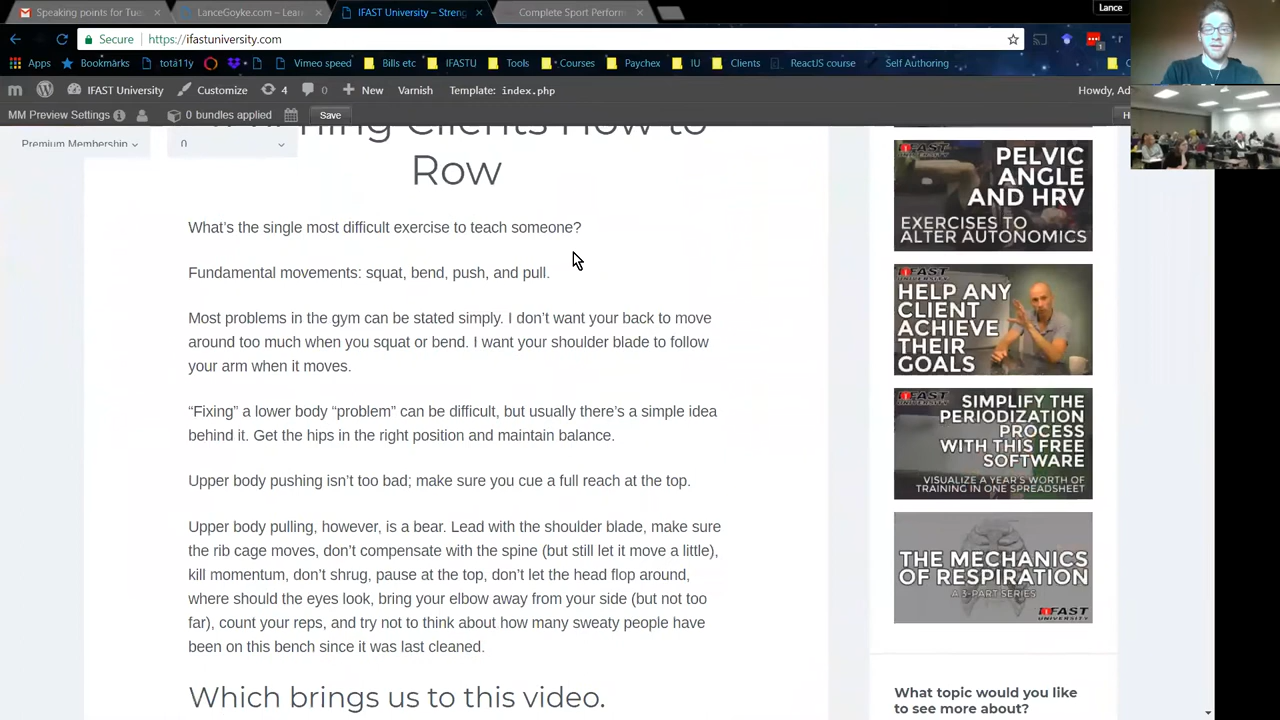 Speaking points for Tues
LanceGoyke.com – Learn
IFAST University – Streng
Complete Sport Perform
Lance
Secure
https://ifastuniversity.com
Apps
Bookmarks
tota11y
Vimeo speed
Bills etc
IFASTU
Tools
Courses
Paychex
IU
Clients
ReactUS course
Self Authoring
IFAST University
Customize
4
0
New
Varnish
Template: index.php
Howdy, Ad
MM Preview Settings
0 bundles applied
Save
Premium Membership
0
Clients How to
Row
What's the single most difficult exercise to teach someone?
Fundamental movements: squat, bend, push, and pull.
Most problems in the gym can be stated simply. I don't want your back to move
around too much when you squat or bend. I want your shoulder blade to follow
your arm when it moves.
“Fixing” a lower body “problem” can be difficult, but usually there's a simple idea
behind it. Get the hips in the right position and maintain balance.
Upper body pushing isn't too bad; make sure you cue a full reach at the top.
Upper body pulling, however, is a bear. Lead with the shoulder blade, make sure
the rib cage moves, don't compensate with the spine (but still let it move a little),
kill momentum, don't shrug, pause at the top, don't let the head flop around,
where should the eyes look, bring your elbow away from your side (but not too
far), count your reps, and try not to think about how many sweaty people have
been on this bench since it was last cleaned.
Which brings us to this video.
IFAST
UNIVERSITY
PELVIC
ANGLE
AND HRV
EXERCISES TO
ALTER AUTONOMICS
IFAST
UNIVERSITY
HELP ANY
CLIENT
ACHIEVE
THEIR
GOALS
IFAST
UNIVERSITY
SIMPLIFY THE
PERIODIZATION
PROCESS
WITH THIS FREE
SOFTWARE
VISUALIZE A YEAR'S WORTH OF
TRAINING IN ONE SPREADSHEET
THE MECHANICS
OF RESPIRATION
A 3-PART SERIES
IFAST
UNIVERSITY
What topic would you like
to see more about?